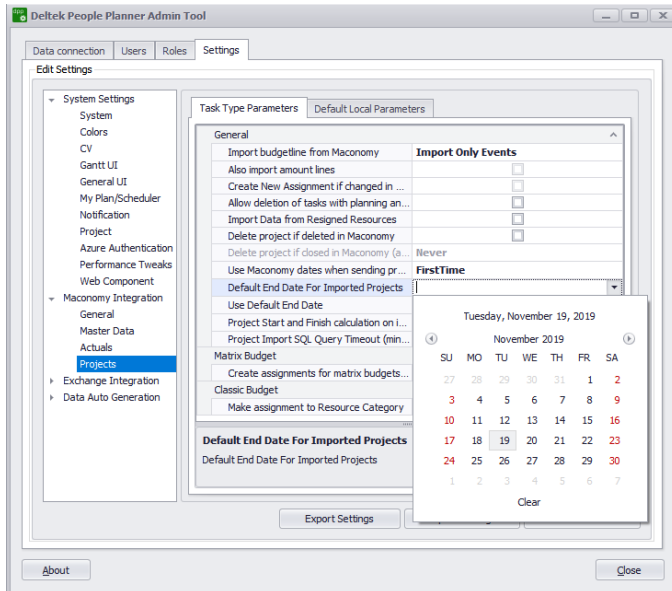 dpp
Deltek People Planner Admin Tool
Data connection Users Roles Settings
Edit Settings
System Settings
System
Colors
CV
Gantt UI
General UI
My Plan/Scheduler
Notification
Project
Azure Authentication
Performance Tweaks
Web Component
Maconomy Integration
General
Master Data
Actuals
Projects
Exchange Integration
Data Auto Generation
Task Type Parameters Default Local Parameters
General
Import budgetline from Maconomy Import Only Events
Also import amount lines
Create New Assignment if changed in ...
Allow deletion of tasks with planning an...
Import Data from Resigned Resources
Delete project if deleted in Maconomy
Delete project if closed in Maconomy (a... Never
Use Maconomy dates when sending pr... FirstTime
Default End Date For Imported Projects
Use Default End Date
Project Start and Finish calculation on i...
Project Import SQL Query Timeout (min...
Matrix Budget
Create assignments for matrix budgets...
Classic Budget
Make assignment to Resource Category
Default End Date For Imported Projects
Default End Date For Imported Projects
Tuesday, November 19, 2019
November 2019
SU MO TU WE TH FR SA
27 28 29 30 31 1 2
3 4 5 6 7 8 9
10 11 12 13 14 15 16
17 18 19 20 21 22 23
24 25 26 27 28 29 30
1 2 3 4 5 6 7
Clear
Export Settings
About Close